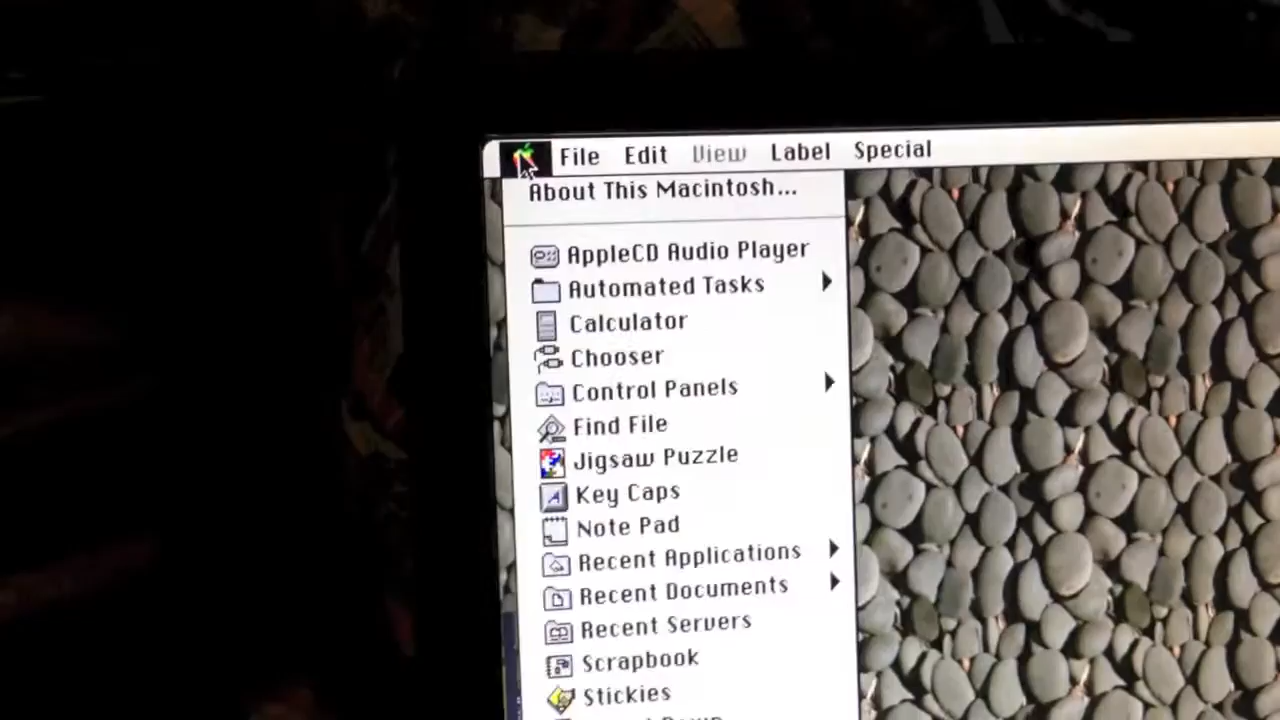 File Edit View Label Special
About This Macintosh...
AppleCD Audio Player
Automated Tasks
Calculator
Chooser
Control Panels
Find File
Jigsaw Puzzle
Key Caps
Note Pad
Recent Applications
Recent Documents
Recent Servers
Scrapbook
Stickies